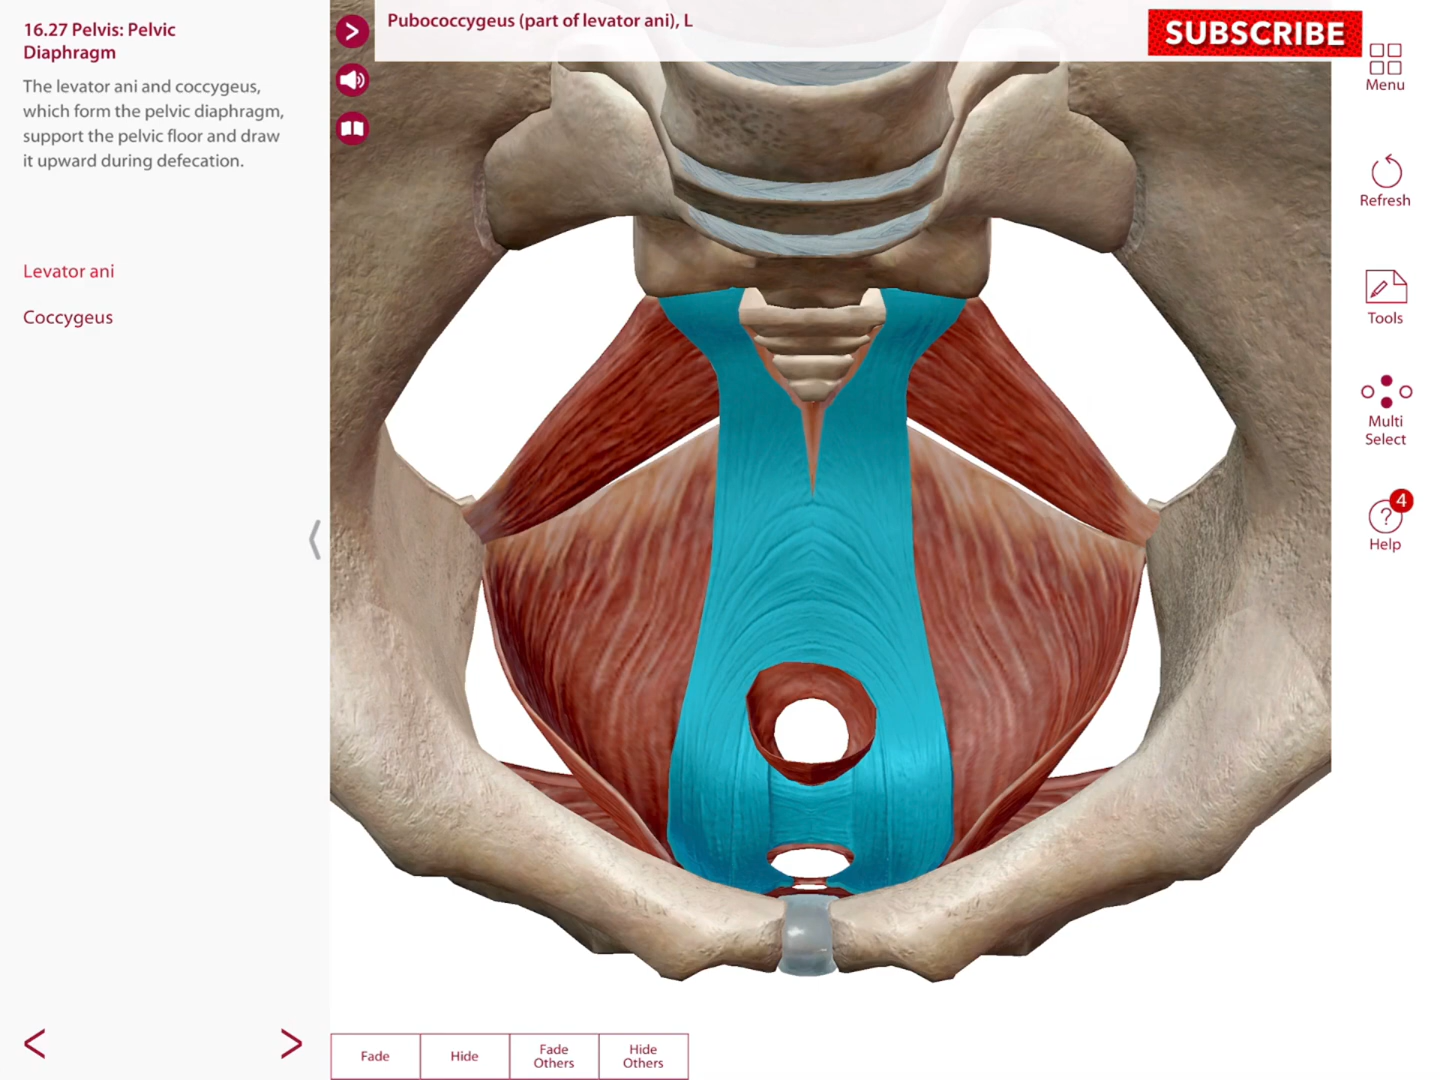 16.27 Pelvis: Pelvic
Diaphragm
The levator ani and coccygeus,
which form the pelvic diaphragm,
support the pelvic floor and draw
it upward during defecation.
Levator ani
Coccygeus
Pubococcygeus (part of levator ani), L
SUBSCRIBE
Menu
Refresh
Tools
Multi
Select
4
?
Help
Fade
Hide
Fade
Others
Hide
Others